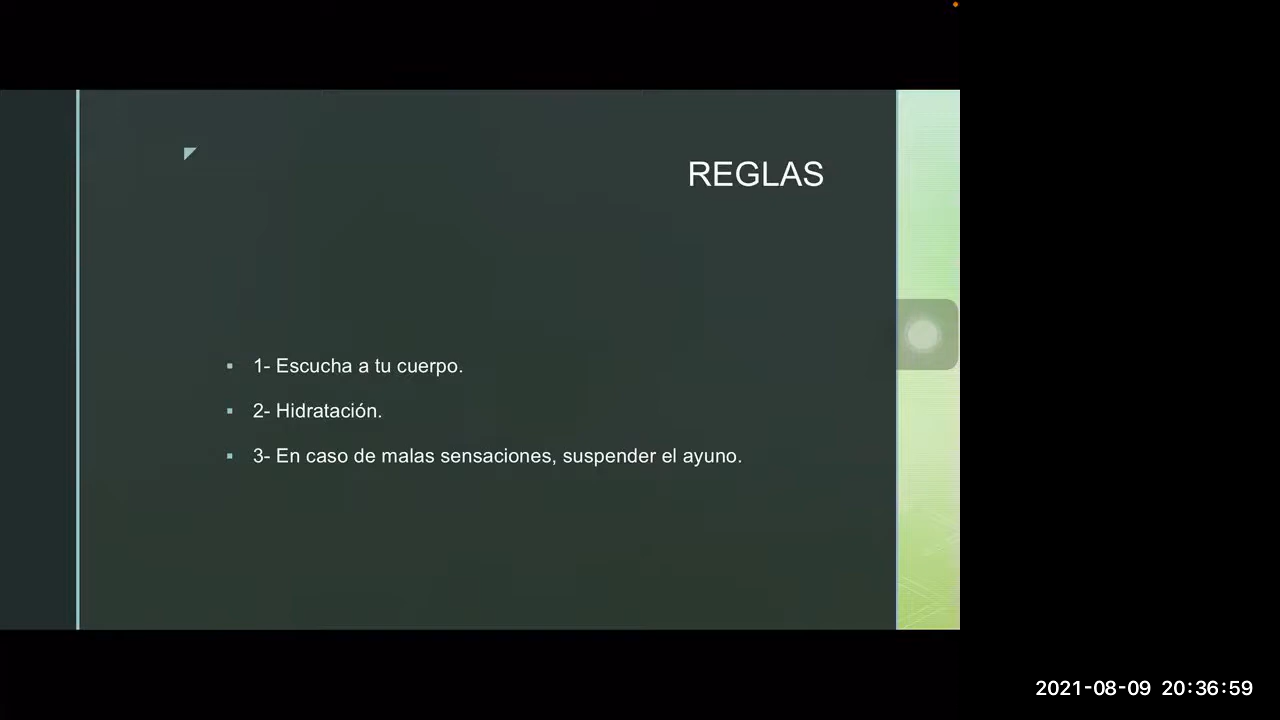 REGLAS
1- Escucha a tu cuerpo.
2- Hidratación.
3- En caso de malas sensaciones, suspender el ayuno.
2021-08-09 20:36:59